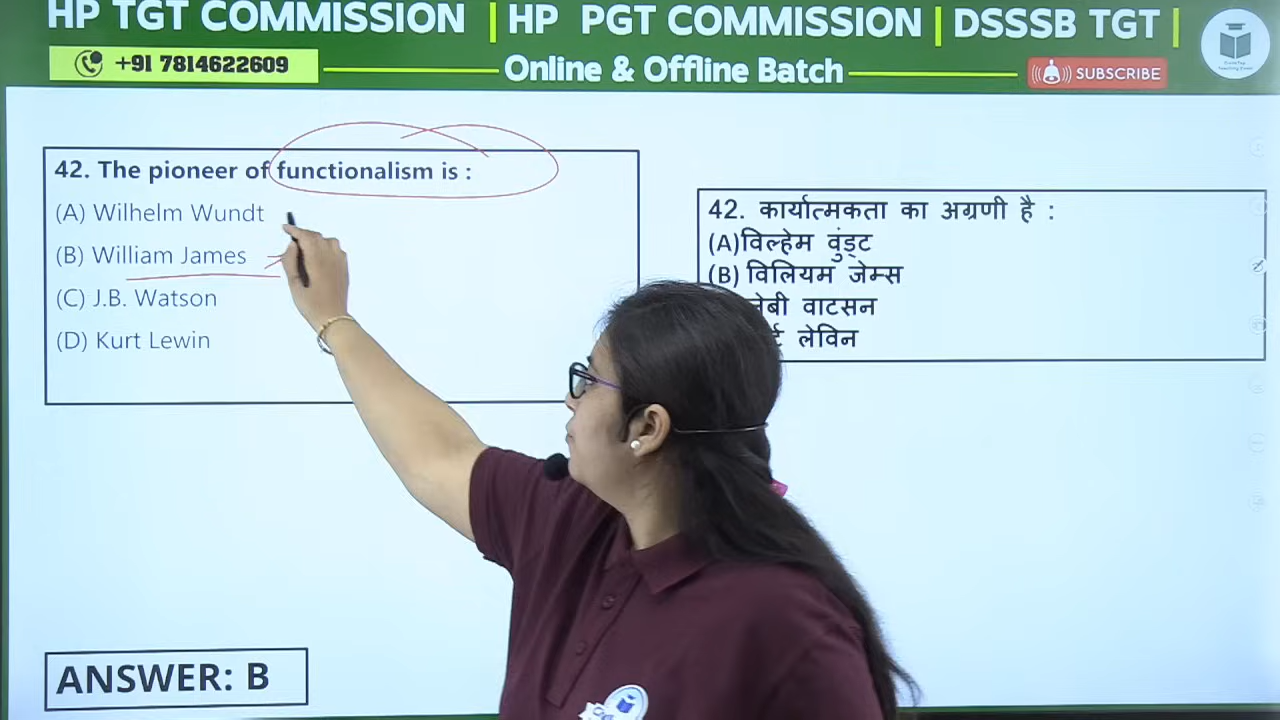 HP TGT COMMISSION | HP PGT COMMISSION | DSSSB TGT |
+91 7814622609
Online & Offline Batch
SUBSCRIBE
42. The pioneer of functionalism is :
(A) Wilhelm Wundt
(B) William James
(C) J.B. Watson
(D) Kurt Lewin
42. कार्यात्मकता का अग्रणी है :
(A)विल्हेम वुंड्ट
(B) विलियम जेम्स
वाटसन
लेविन
ANSWER: B